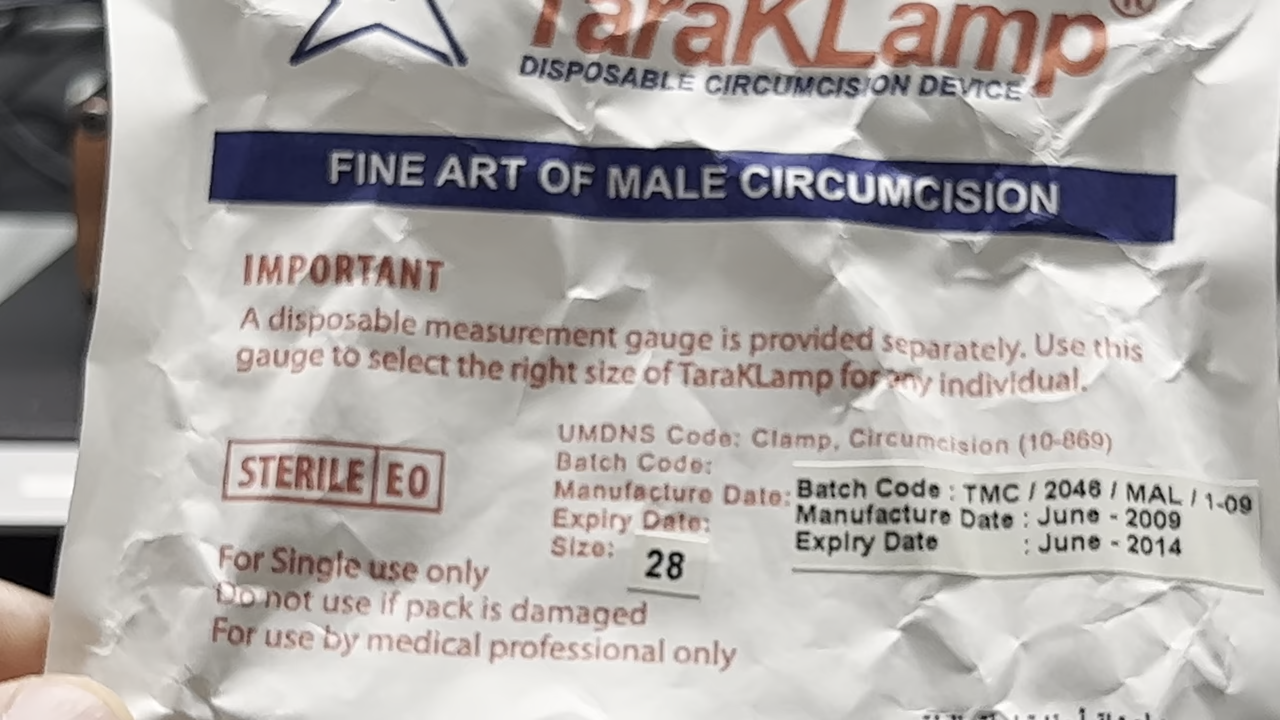 TaraKLamp®
DISPOSABLE CIRCUMCISION DEVICE
FINE ART OF MALE CIRCUMCISION
IMPORTANT
A disposable measurement gauge is provided separately. Use this
gauge to select the right size of TaraKLamp for any individual.
STERILE EO
UMDNS Code: Clamp, Circumcision (10-869)
Batch Code:
Manufacture Date:
Expiry Date:
Size: 28
Batch Code : TMC / 2046 / MAL / 1-09
Manufacture Date : June - 2009
Expiry Date : June - 2014
For Single use only
Do not use if pack is damaged
For use by medical professional only